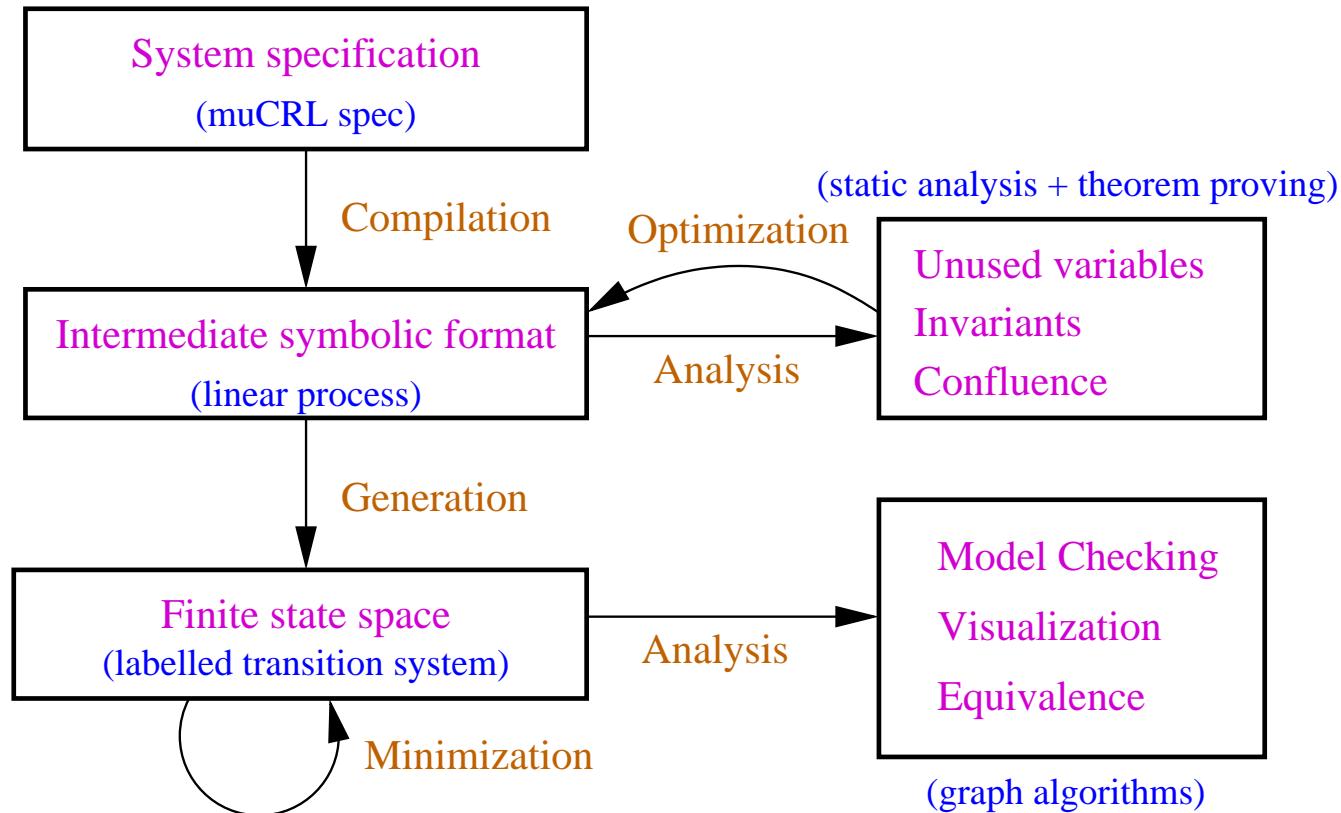 System specification
(muCRL spec)
Compilation
(static analysis + theorem proving)
Optimization
Unused variables
Invariants
Confluence
Intermediate symbolic format
(linear process)
Analysis
Generation
Finite state space
(labelled transition system)
Analysis
Model Checking
Visualization
Equivalence
Minimization
(graph algorithms)